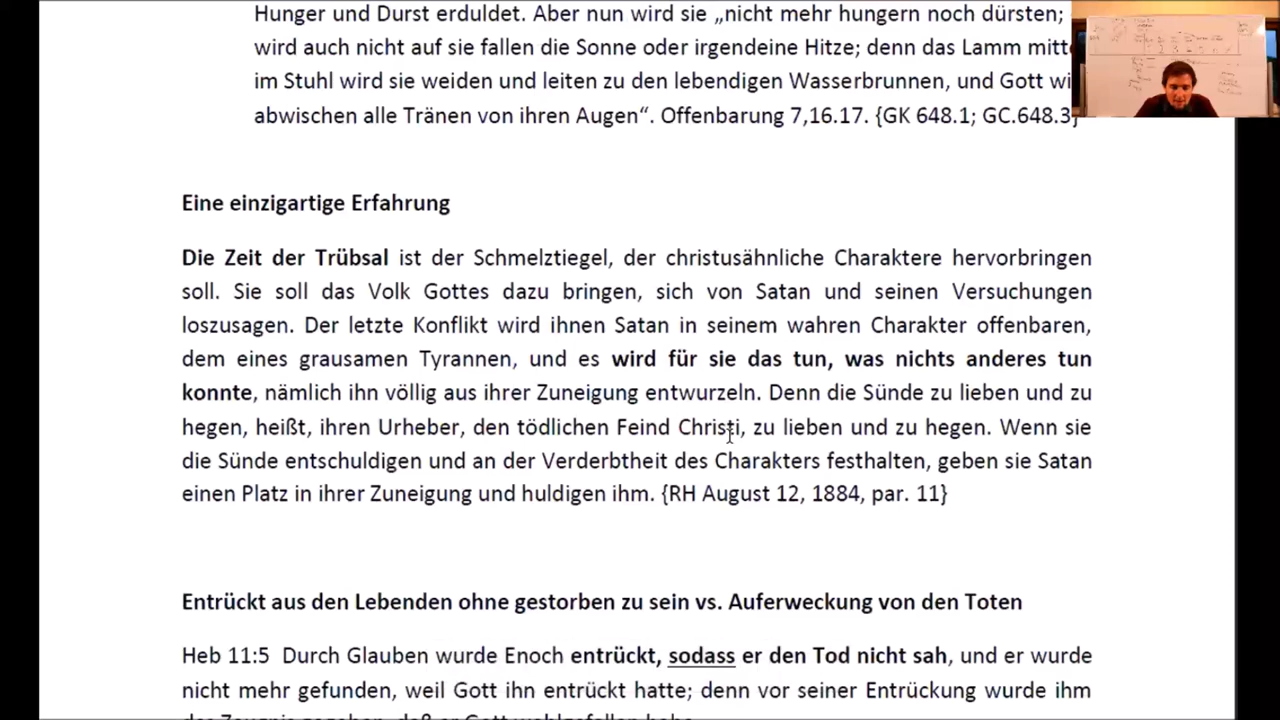 Hunger und Durst erduldet. Aber nun wird sie „nicht mehr hungern noch dürsten;
wird auch nicht auf sie fallen die Sonne oder irgendeine Hitze; denn das Lamm
im Stuhl wird sie weiden und leiten zu den lebendigen Wasserbrunnen, und Gott
abwischen alle Tränen von ihren Augen“. Offenbarung 7,16.17. {GK 648.1; GC.648.3}
Eine einzigartige Erfahrung
Die Zeit der Trübsal ist der Schmelztiegel, der christusähnliche Charaktere hervorbringen
soll. Sie soll das Volk Gottes dazu bringen, sich von Satan und seinen Versuchungen
loszusagen. Der letzte Konflikt wird ihnen Satan in seinem wahren Charakter offenbaren,
dem eines grausamen Tyrannen, und es wird für sie das tun, was nichts anderes tun
konnte, nämlich ihn völlig aus ihrer Zuneigung entwurzeln. Denn die Sünde zu lieben und zu
hegen, heißt, ihren Urheber, den tödlichen Feind Christi, zu lieben und zu hegen. Wenn sie
die Sünde entschuldigen und an der Verderbtheit des Charakters festhalten, geben sie Satan
einen Platz in ihrer Zuneigung und huldigen ihm. {RH August 12, 1884, par. 11}
Entrückt aus den Lebenden ohne gestorben zu sein vs. Auferweckung von den Toten
Heb 11:5 Durch Glauben wurde Enoch entrückt, sodass er den Tod nicht sah, und er wurde
nicht mehr gefunden, weil Gott ihn entrückt hatte; denn vor seiner Entrückung wurde ihm